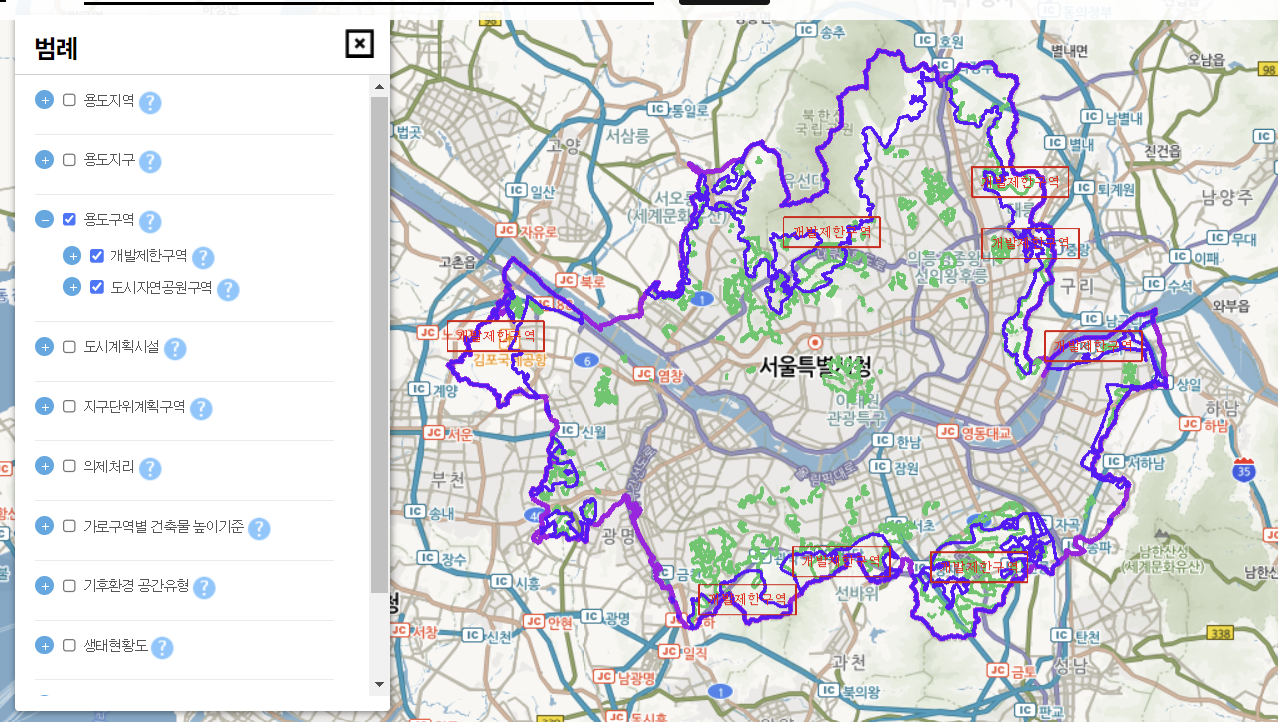 범례
용도지역 ?
용도지구 ?
용도구역 ?
개발제한구역 ?
도시자연공원구역 ?
도시계획시설 ?
지구단위계획구역 ?
의제처리 ?
가로구역별 건축물 높이기준 ?
기후환경 공간유형 ?
생태현황도 ?
98
IC 송추
IC 호원
별내면
오남읍
98
IC 통일로
서삼릉
고양
북한산
국립공원
IC 남별내
IC 별내
진건읍
IC
IC 일산
개발제한구역
IC 퇴계원
남양주
서오릉
(세계문화유산)
태릉
JC 자유로
개발제한구역
개발제한구역
IC 무대
고촌읍
의릉
선의왕후릉
IC 이패
JC 북로
1
구리
IC 수석
와부읍
개발제한구역
김포국제공항
6
JC 염창
서울특별시청
개발제한구역
IC 계양
IC 상일
이태원
관광특구
하남
JC 하남
JC 서운
IC 신월
IC 한남
JC 영동대교
IC 잠원
IC 서하남
35
부천
IC 송내
광명
IC 서초
자곡
송파
남한산성
(세계문화유산)
IC 장수
IC 시흥
개발제한구역
개발제한구역
선바위
개발제한구역
JC 서창
IC 신천
JC 안현
IC 광명
IC 탄천
338
JC 일직
과천
JC 금토
성남
JC 남광명
1
IC 북의왕
IC 판교
JC 동시흥